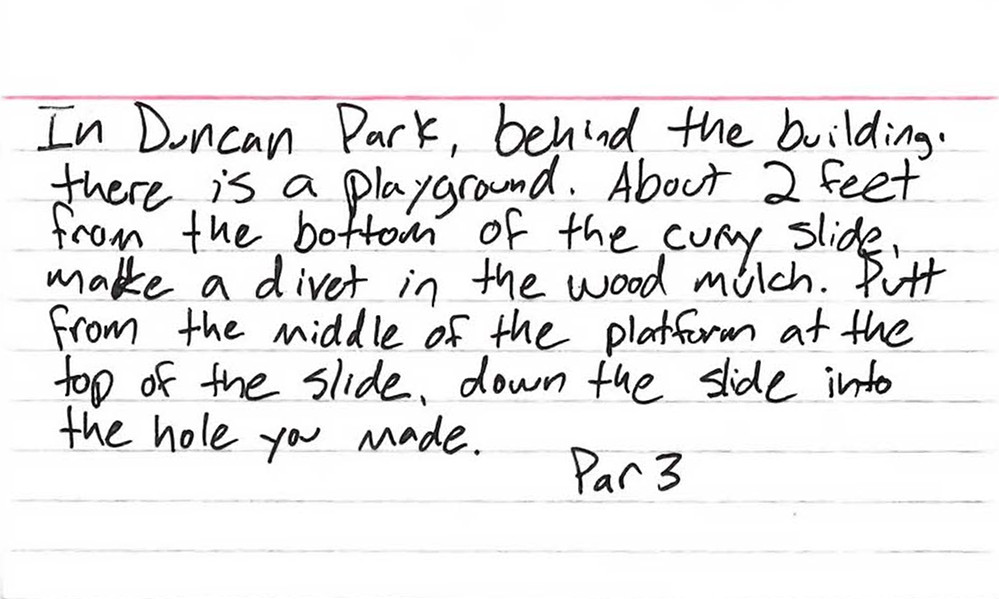 In Duncan Park, behind the building.
there is a playground. About 2 feet
from the bottom of the curvy slide,
make a divet in the wood mulch. Putt
from the middle of the platform at the
top of the slide, down the slide into
the hole you made.
Par 3